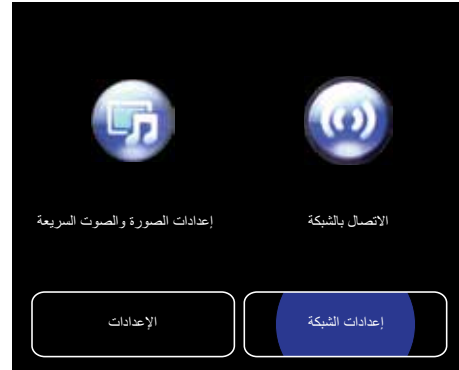 الاتصال بالشبكة
إعدادات الصورة والصوت السريعة
إعدادات الشبكة
الإعدادات